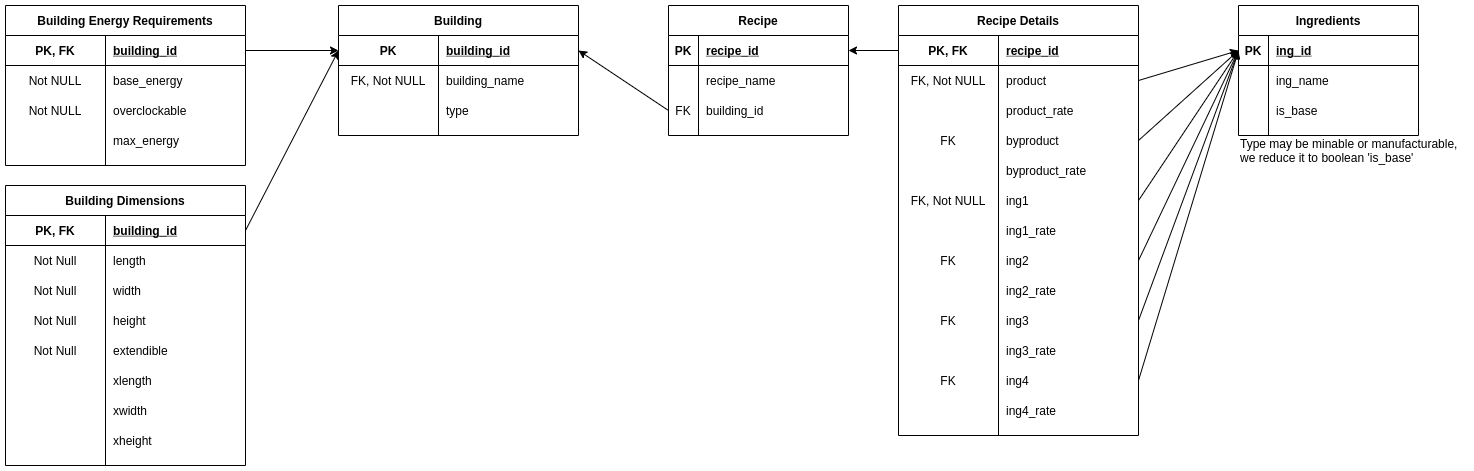 Building Energy Requirements
PK, FK building_id
Not NULL base_energy
Not NULL overclockable
max_energy
Building Dimensions
PK, FK building_id
Not Null length
Not Null width
Not Null height
Not Null extendible
xlength
xwidth
xheight
Building
PK building_id
FK, Not NULL building_name
type
Recipe
PK recipe_id
recipe_name
FK building_id
Recipe Details
PK, FK recipe_id
FK, Not NULL product
product_rate
FK byproduct
byproduct_rate
FK, Not NULL ing1
ing1_rate
FK ing2
ing2_rate
FK ing3
ing3_rate
FK ing4
ing4_rate
Ingredients
PK ing_id
ing_name
is_base
Type may be minable or manufacturable,
we reduce it to boolean 'is_base'